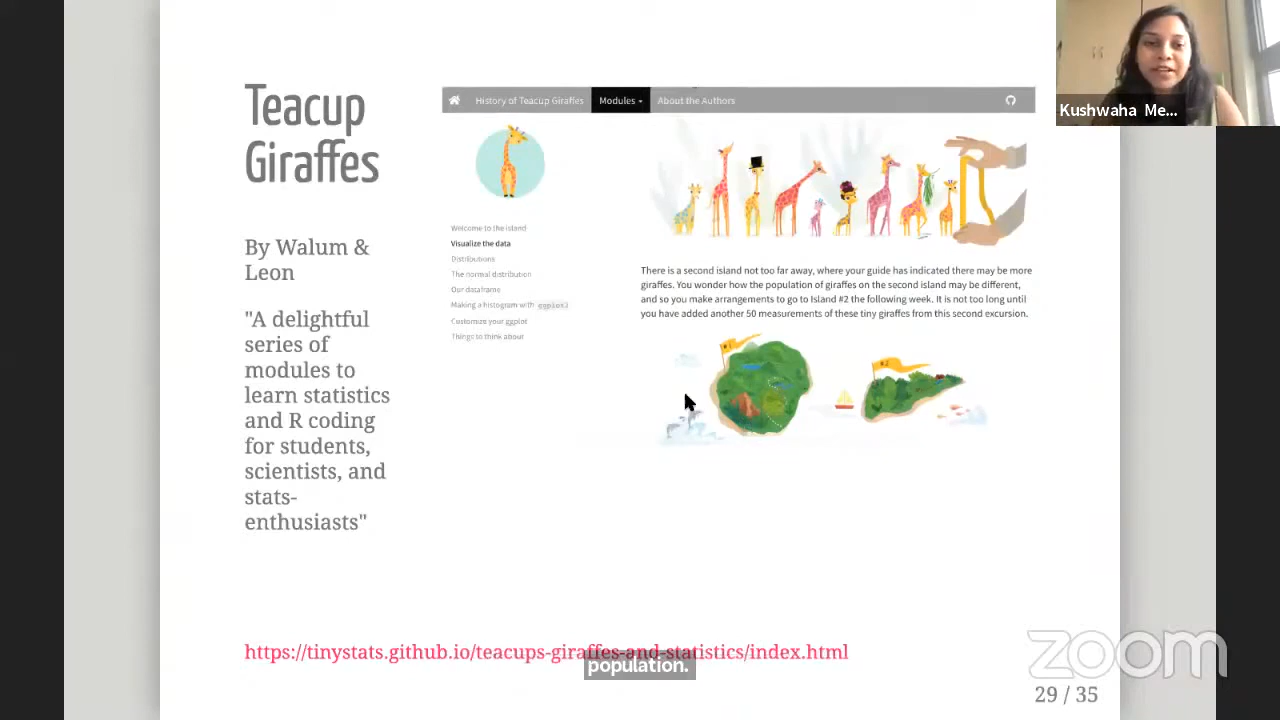 Teacup
Giraffes
By Walum &
Leon
"A delightful
series of
modules to
learn statistics
and R coding
for students,
scientists, and
stats-
enthusiasts"
History of Teacup Giraffes Modules About the Authors
Welcome to the island
Visualize the data
Distributions
The normal distribution
Our dataframe
Making a histogram with ggplot2
Customize your ggplot
Things to think about
There is a second island not too far away, where your guide has indicated there may be more
giraffes. You wonder how the population of giraffes on the second island may be different,
and so you make arrangements to go to Island #2 the following week. It is not too long until
you have added another 50 measurements of these tiny giraffes from this second excursion.
#1
#2
https://tinystats.github.io/teacups-giraffes-and-statistics/index.html
population.
Kushwaha Me...
zoom
29 / 35